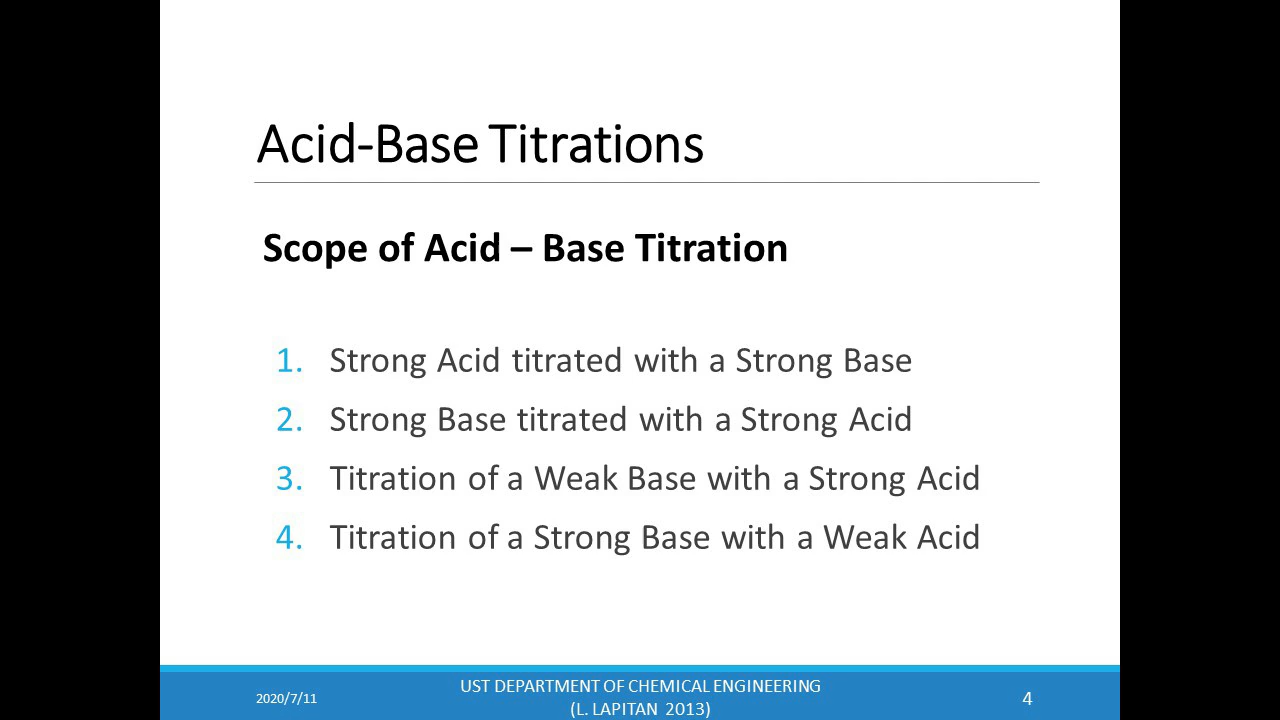 Acid-Base Titrations
Scope of Acid – Base Titration
1. Strong Acid titrated with a Strong Base
2. Strong Base titrated with a Strong Acid
3. Titration of a Weak Base with a Strong Acid
4. Titration of a Strong Base with a Weak Acid
2020/7/11
UST DEPARTMENT OF CHEMICAL ENGINEERING
(L. LAPITAN 2013)
4